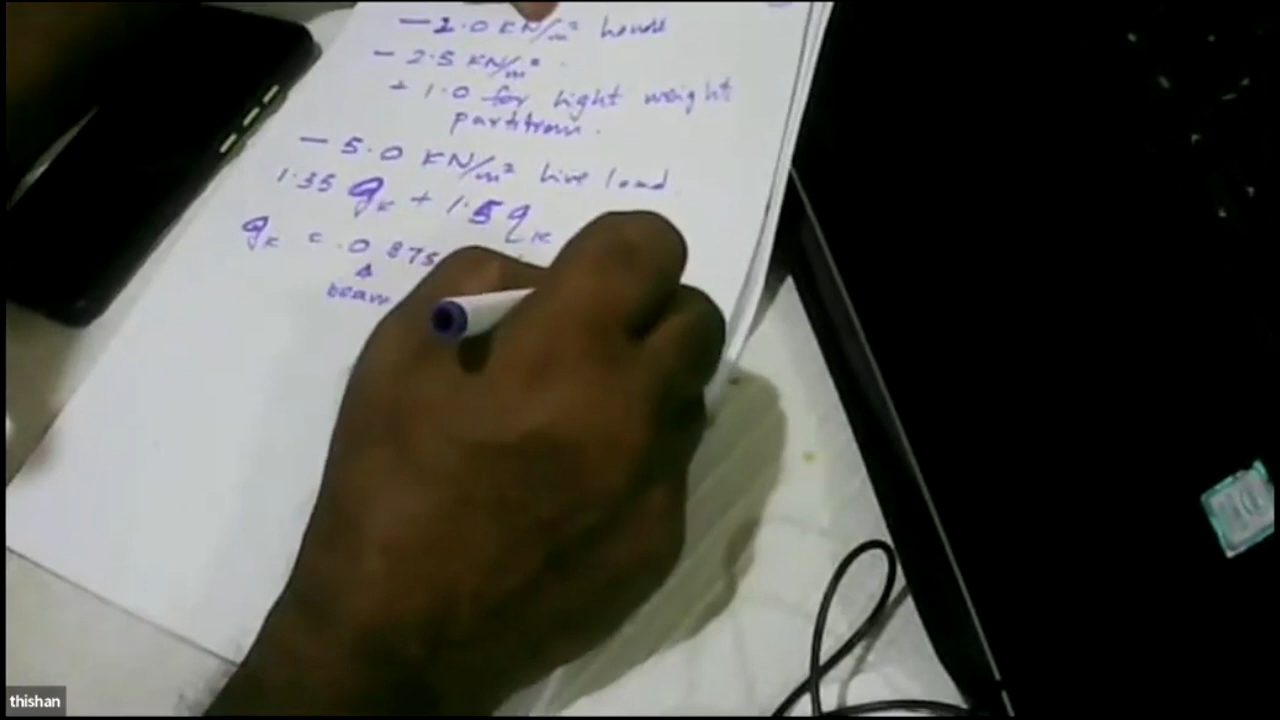 - 2.0 KN/m² house
- 2.5 KN/m²
+ 1.0 for light weight
partition.
- 5.0 KN/m² live load
1.35 gk + 1.5 qk
gk = 0.875
beam
thishan